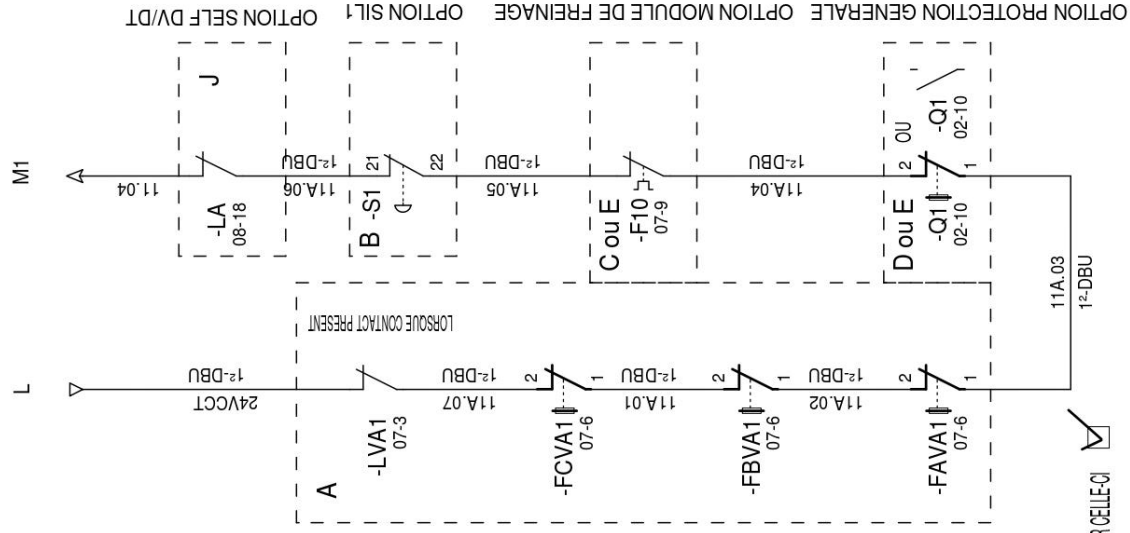 OPTION SELF DV/DT
OPTION SIL1
OPTION MODULE DE FREINAGE
OPTION PROTECTION GENERALE
M1
11.04
J
-LA
08-18
1²-DBU
11A.06
B -S1
21
22
1²-DBU
11A.05
C ou E
-F10
07-9
1²-DBU
11A.04
D ou E
-Q1
02-10
2
1
OU
-Q1
02-10
11A.03
1²-DBU
L
1²-DBU
24VCCT
A
LORSQUE CONTACT PRESENT
-LVA1
07-3
1²-DBU
11A.07
-FCVA1
07-6
2
1
1²-DBU
11A.01
-FBVA1
07-6
2
1
1²-DBU
11A.02
-FAVA1
07-6
2
1
R CELLE-CI